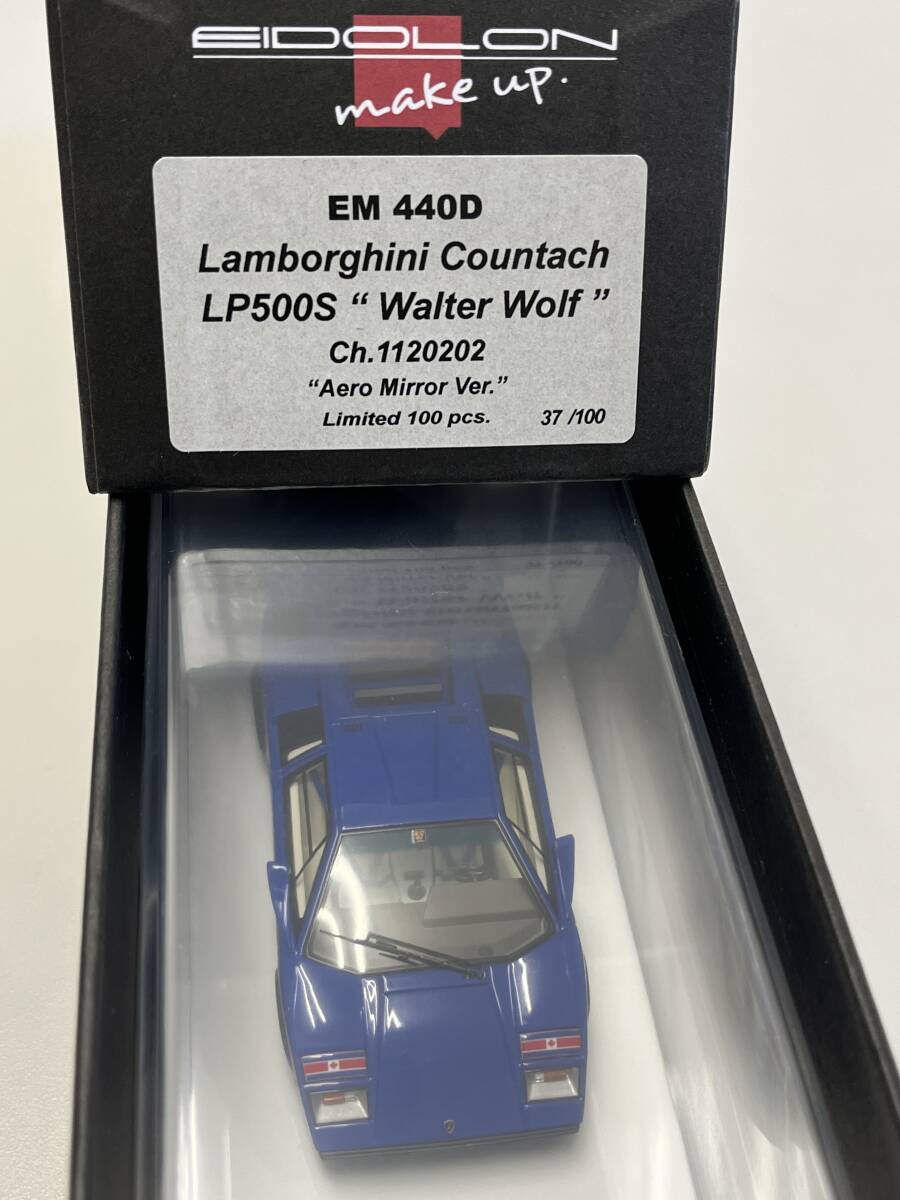 EIDOLON
make up.
EM 440D
Lamborghini Countach
LP500S “ Walter Wolf ”
Ch.1120202
“Aero Mirror Ver.”
Limited 100 pcs. 37 /100